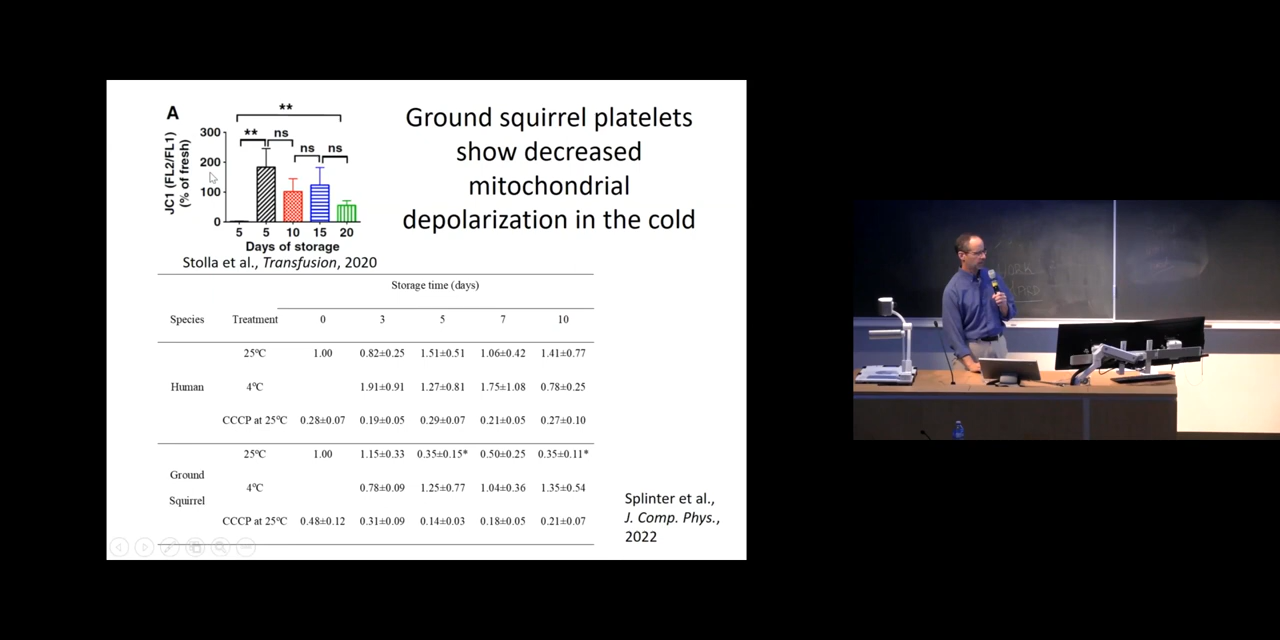 A
**
**
ns
ns
ns
300
200
100
0
JC1 (FL2/FL1)
(% of fresh)
5 5 10 15 20
Days of storage
Stolla et al., Transfusion, 2020
Ground squirrel platelets
show decreased
mitochondrial
depolarization in the cold
Storage time (days)
Species Treatment 0 3 5 7 10
25°C 1.00 0.82±0.25 1.51±0.51 1.06±0.42 1.41±0.77
Human 4°C 1.91±0.91 1.27±0.81 1.75±1.08 0.78±0.25
CCCP at 25°C 0.28±0.07 0.19±0.05 0.29±0.07 0.21±0.05 0.27±0.10
25°C 1.00 1.15±0.33 0.35±0.15* 0.50±0.25 0.35±0.11*
Ground
Squirrel
4°C 0.78±0.09 1.25±0.77 1.04±0.36 1.35±0.54
CCCP at 25°C 0.48±0.12 0.31±0.09 0.14±0.03 0.18±0.05 0.21±0.07
Splinter et al.,
J. Comp. Phys.,
2022